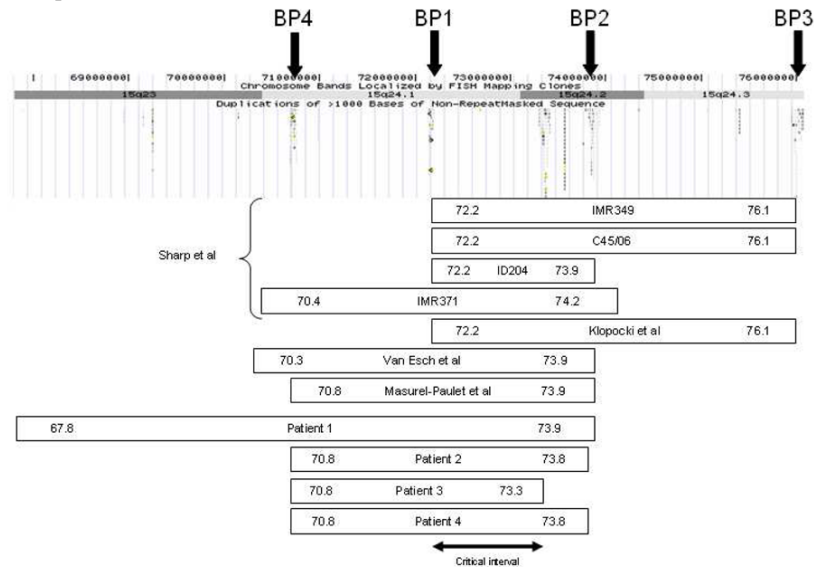 BP4 BP1 BP2 BP3
| 69000000| 70000000| 71000000| 72000000| 73000000| 74000000| 75000000| 76000000|
Chromosome Bands Localized by FISH Mapping Clones
15q23 15q24.1 15q24.2 15q24.3
Duplications of >1000 Bases of Non-RepeatMasked Sequence
72.2 IMR349 76.1
72.2 C45/06 76.1
Sharp et al
72.2 ID204 73.9
70.4 IMR371 74.2
72.2 Klopocki et al 76.1
70.3 Van Esch et al 73.9
70.8 Masurel-Paulet et al 73.9
67.8 Patient 1 73.9
70.8 Patient 2 73.8
70.8 Patient 3 73.3
70.8 Patient 4 73.8
Critical interval